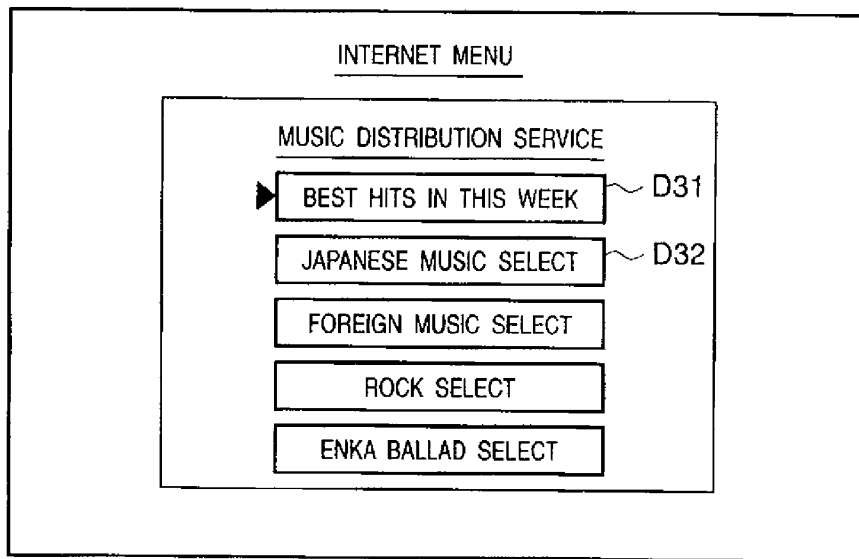 INTERNET MENU
MUSIC DISTRIBUTION SERVICE
BEST HITS IN THIS WEEK D31
JAPANESE MUSIC SELECT D32
FOREIGN MUSIC SELECT
ROCK SELECT
ENKA BALLAD SELECT